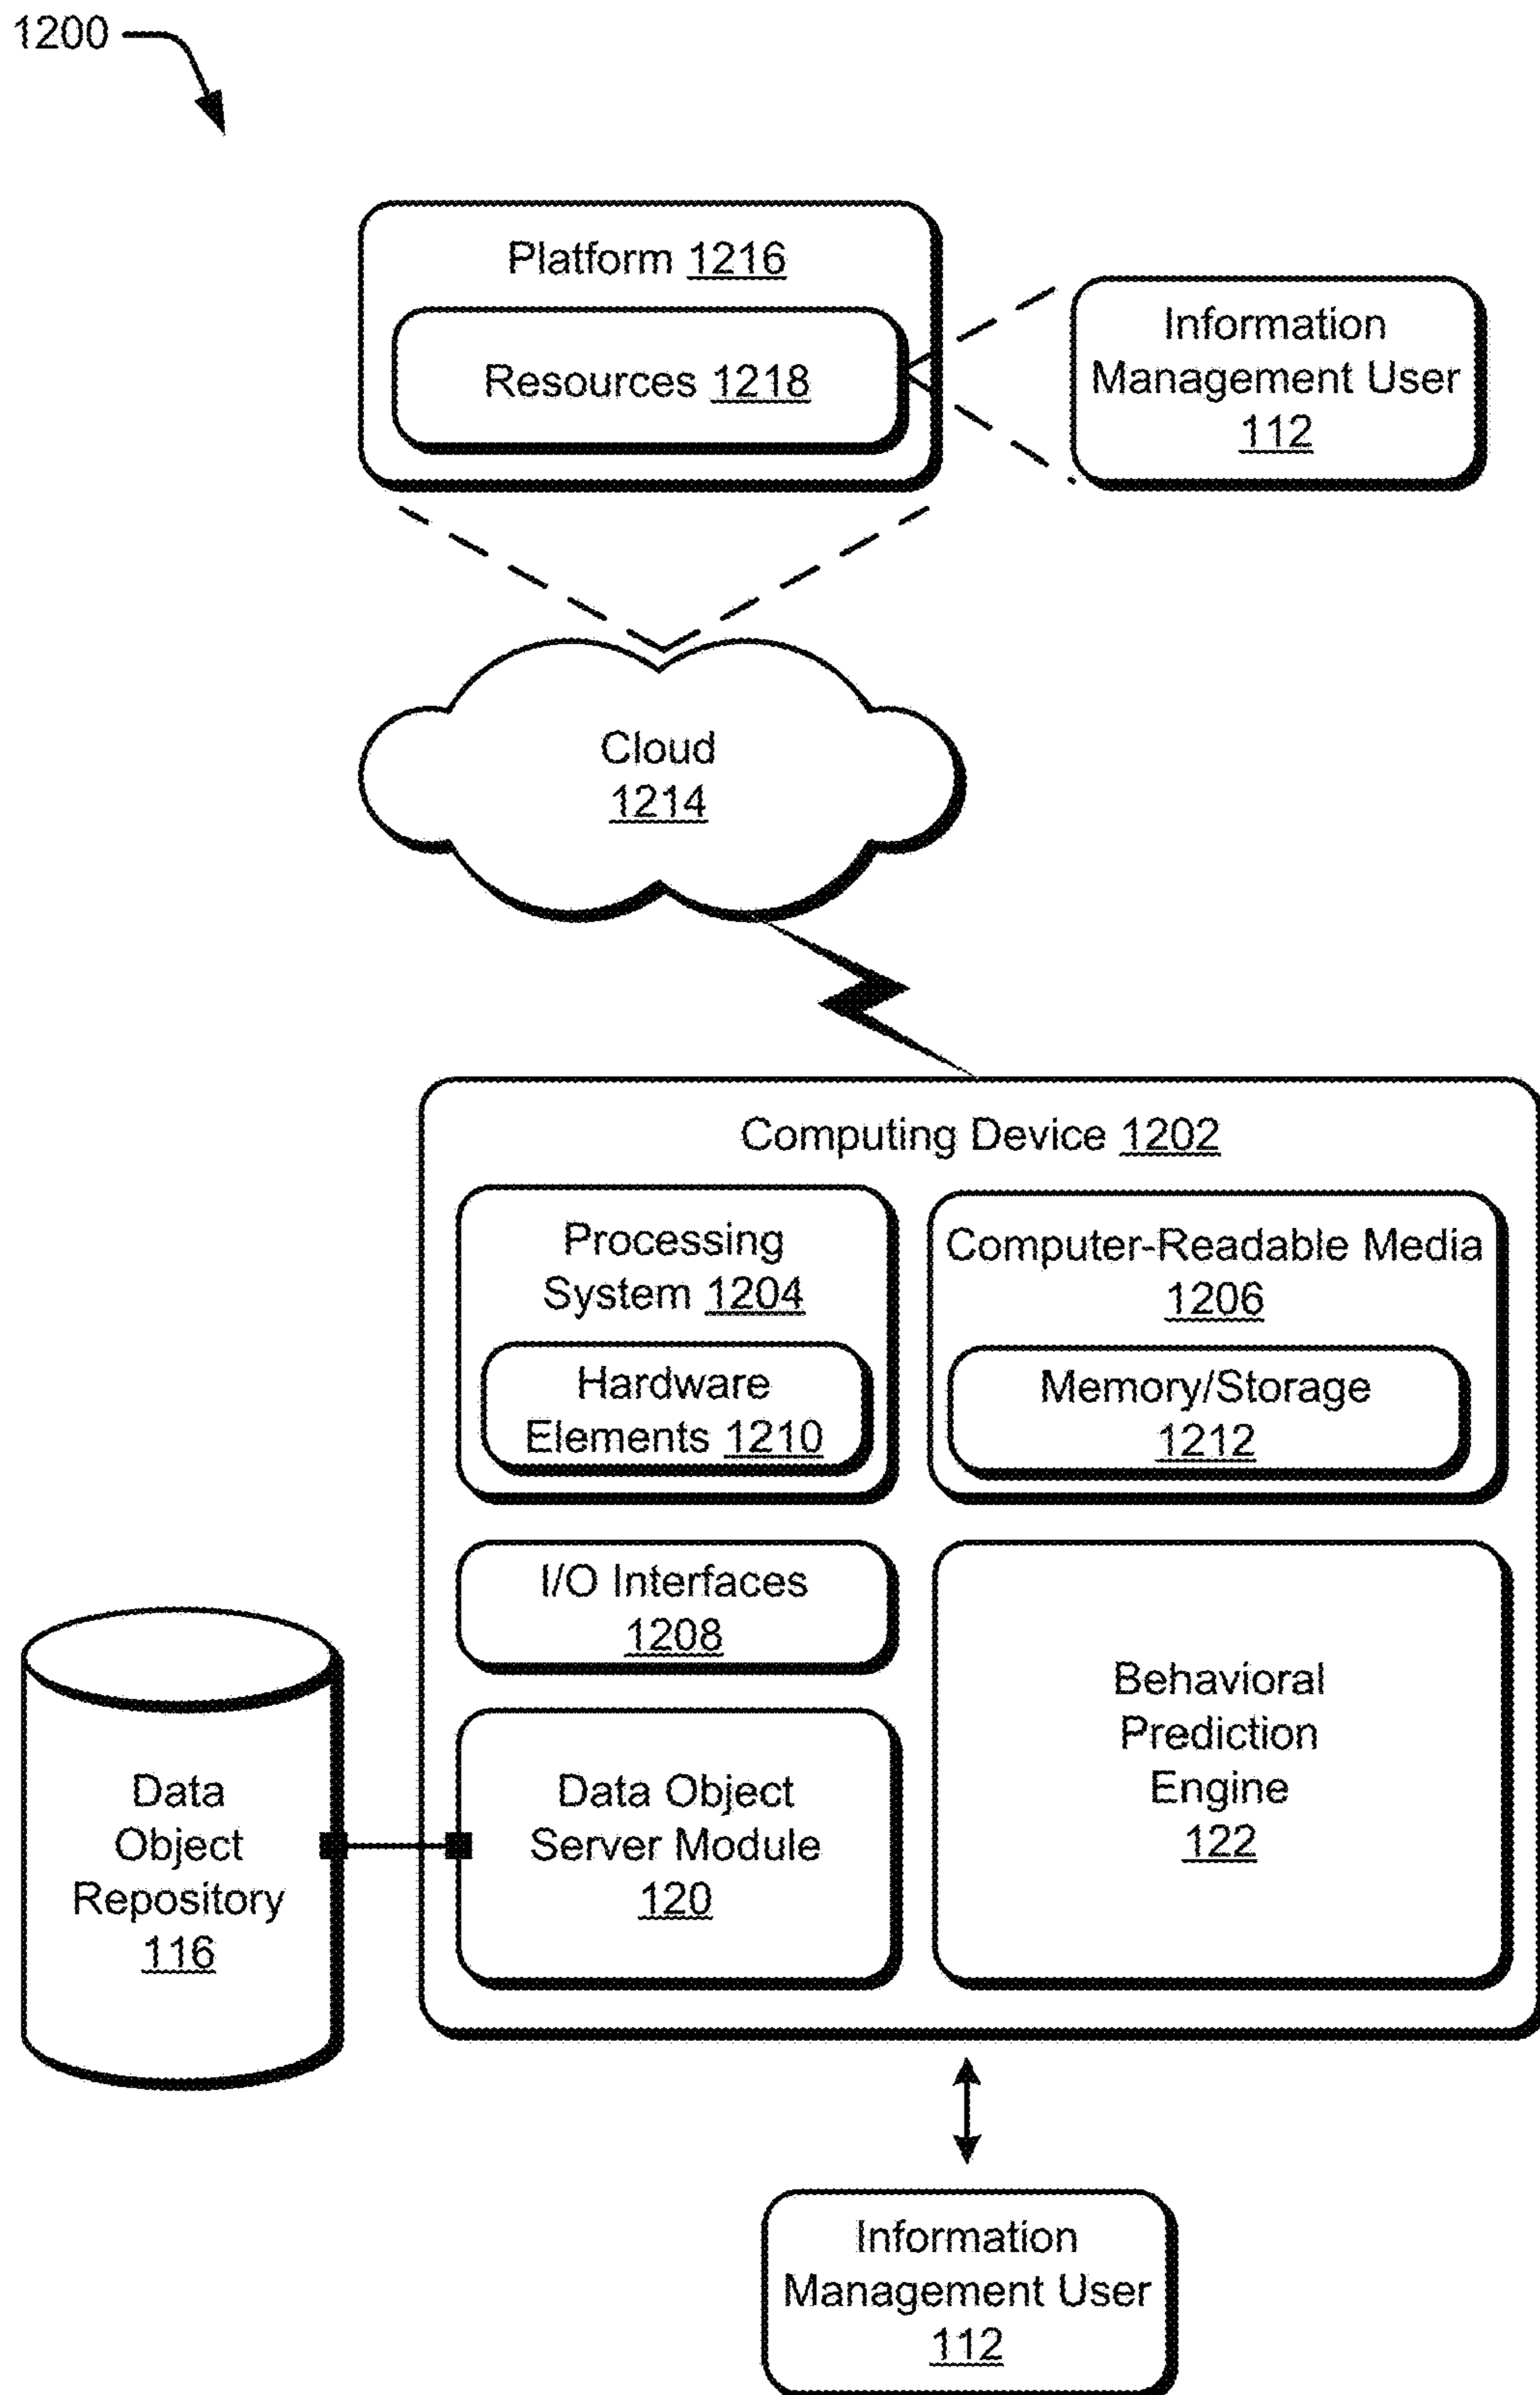 1200
Platform 1216
Resources 1218
Information
Management User
112
Cloud
1214
Computing Device 1202
Processing
System 1204
Hardware
Elements 1210
Computer-Readable Media
1206
Memory/Storage
1212
I/O Interfaces
1208
Data Object
Server Module
120
Behavioral
Prediction
Engine
122
Data
Object
Repository
116
Information
Management User
112